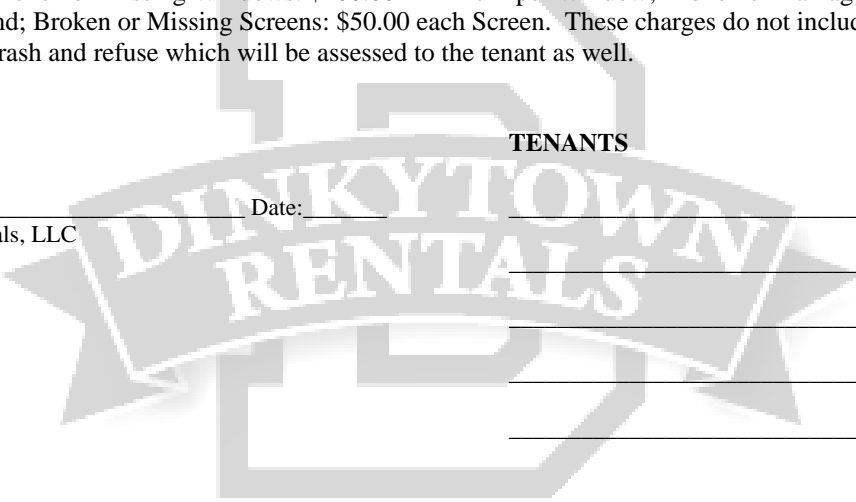 nd; Broken or Missing Screens: $50.00 each Screen. These charges do not includ
rash and refuse which will be assessed to the tenant as well.
TENANTS
Date:
als, LLC
DINKYTOWN
RENTALS